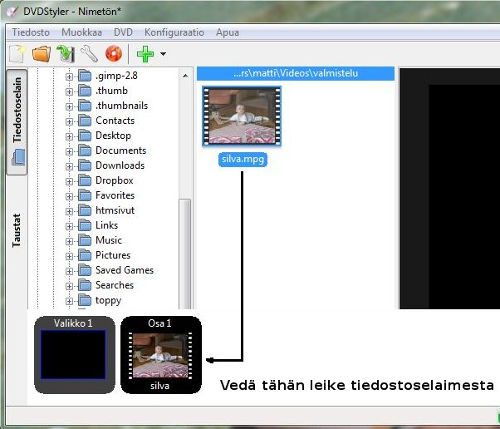 DVDStyler - Nimetön*
Tiedosto Muokkaa DVD Konfiguraatio Apua
Tiedostoselain
Taustat
.gimp-2.8
.thumb
.thumbnails
Contacts
Desktop
Documents
Downloads
Dropbox
Favorites
htmsivut
Links
Music
Pictures
Saved Games
Searches
toppy
...rs\matti\Videos\valmistelu
silva.mpg
Valikko 1
Osa 1
silva
Vedä tähän leike tiedostoselaimesta